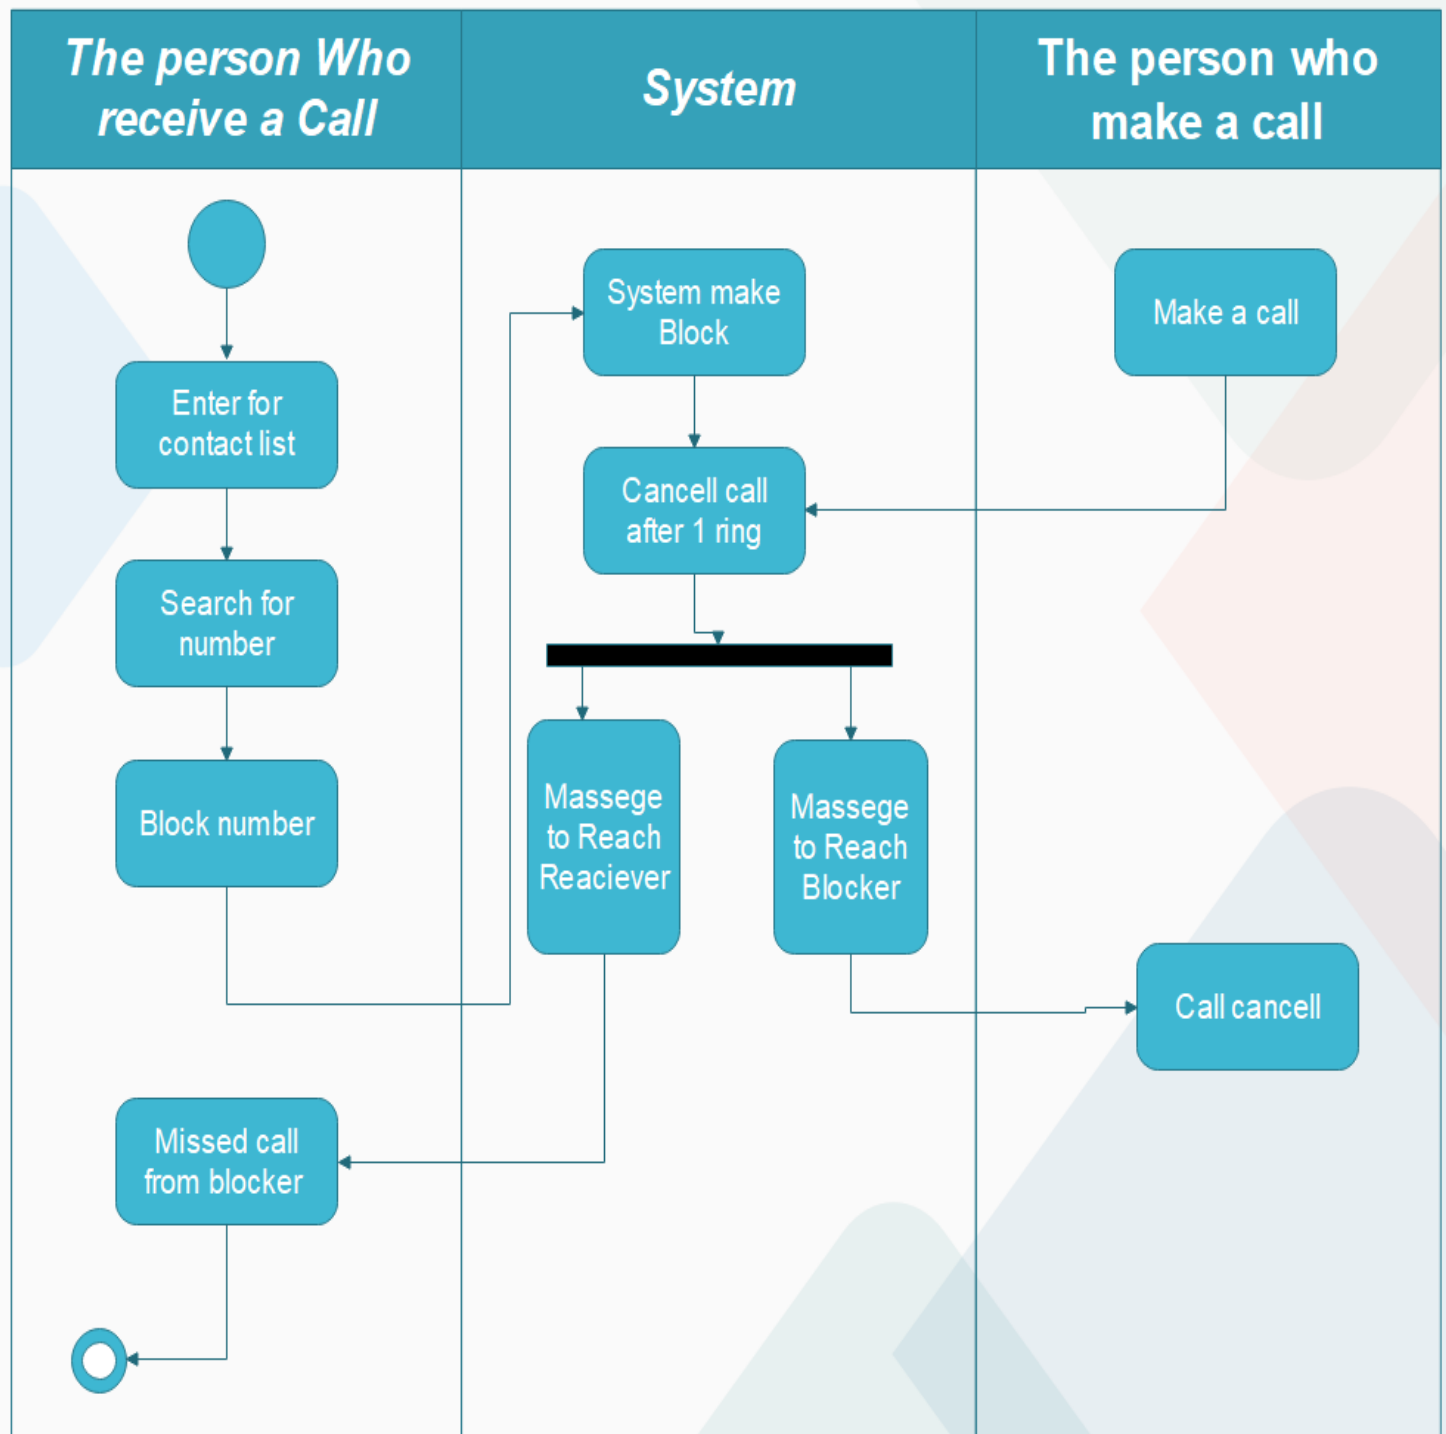 The person Who
receive a Call
System
The person who
make a call
Enter for
contact list
Search for
number
Block number
Missed call
from blocker
System make
Block
Cancell call
after 1 ring
Massege
to Reach
Reaciever
Massege
to Reach
Blocker
Make a call
Call cancell